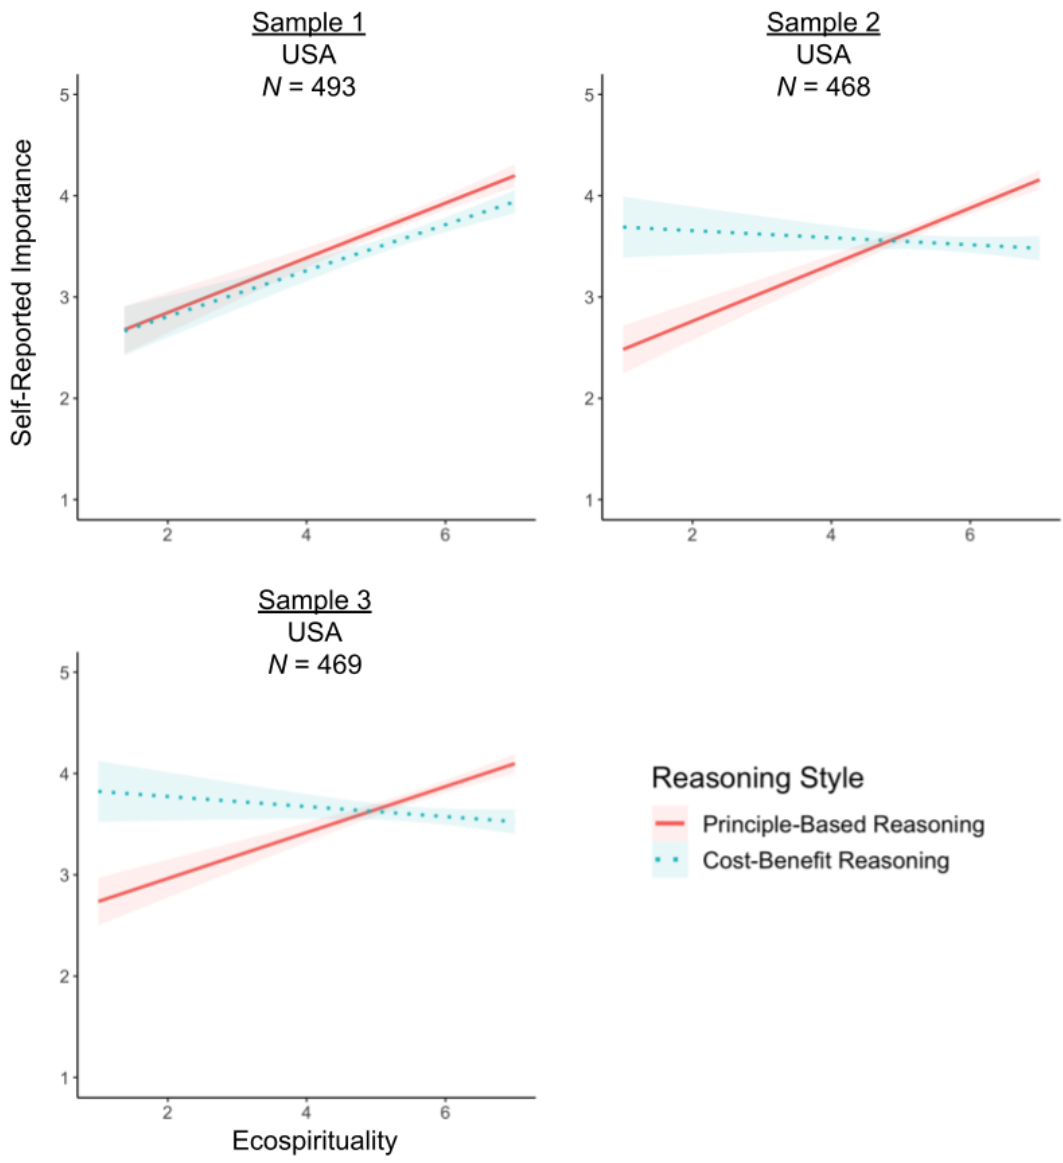 Sample 1
USA
N = 493
Sample 2
USA
N = 468
Self-Reported Importance
5
4
3
2
1
2 4 6
5
4
3
2
1
2 4 6
Sample 3
USA
N = 469
5
4
3
2
1
2 4 6
Ecospirituality
Reasoning Style
Principle-Based Reasoning
Cost-Benefit Reasoning